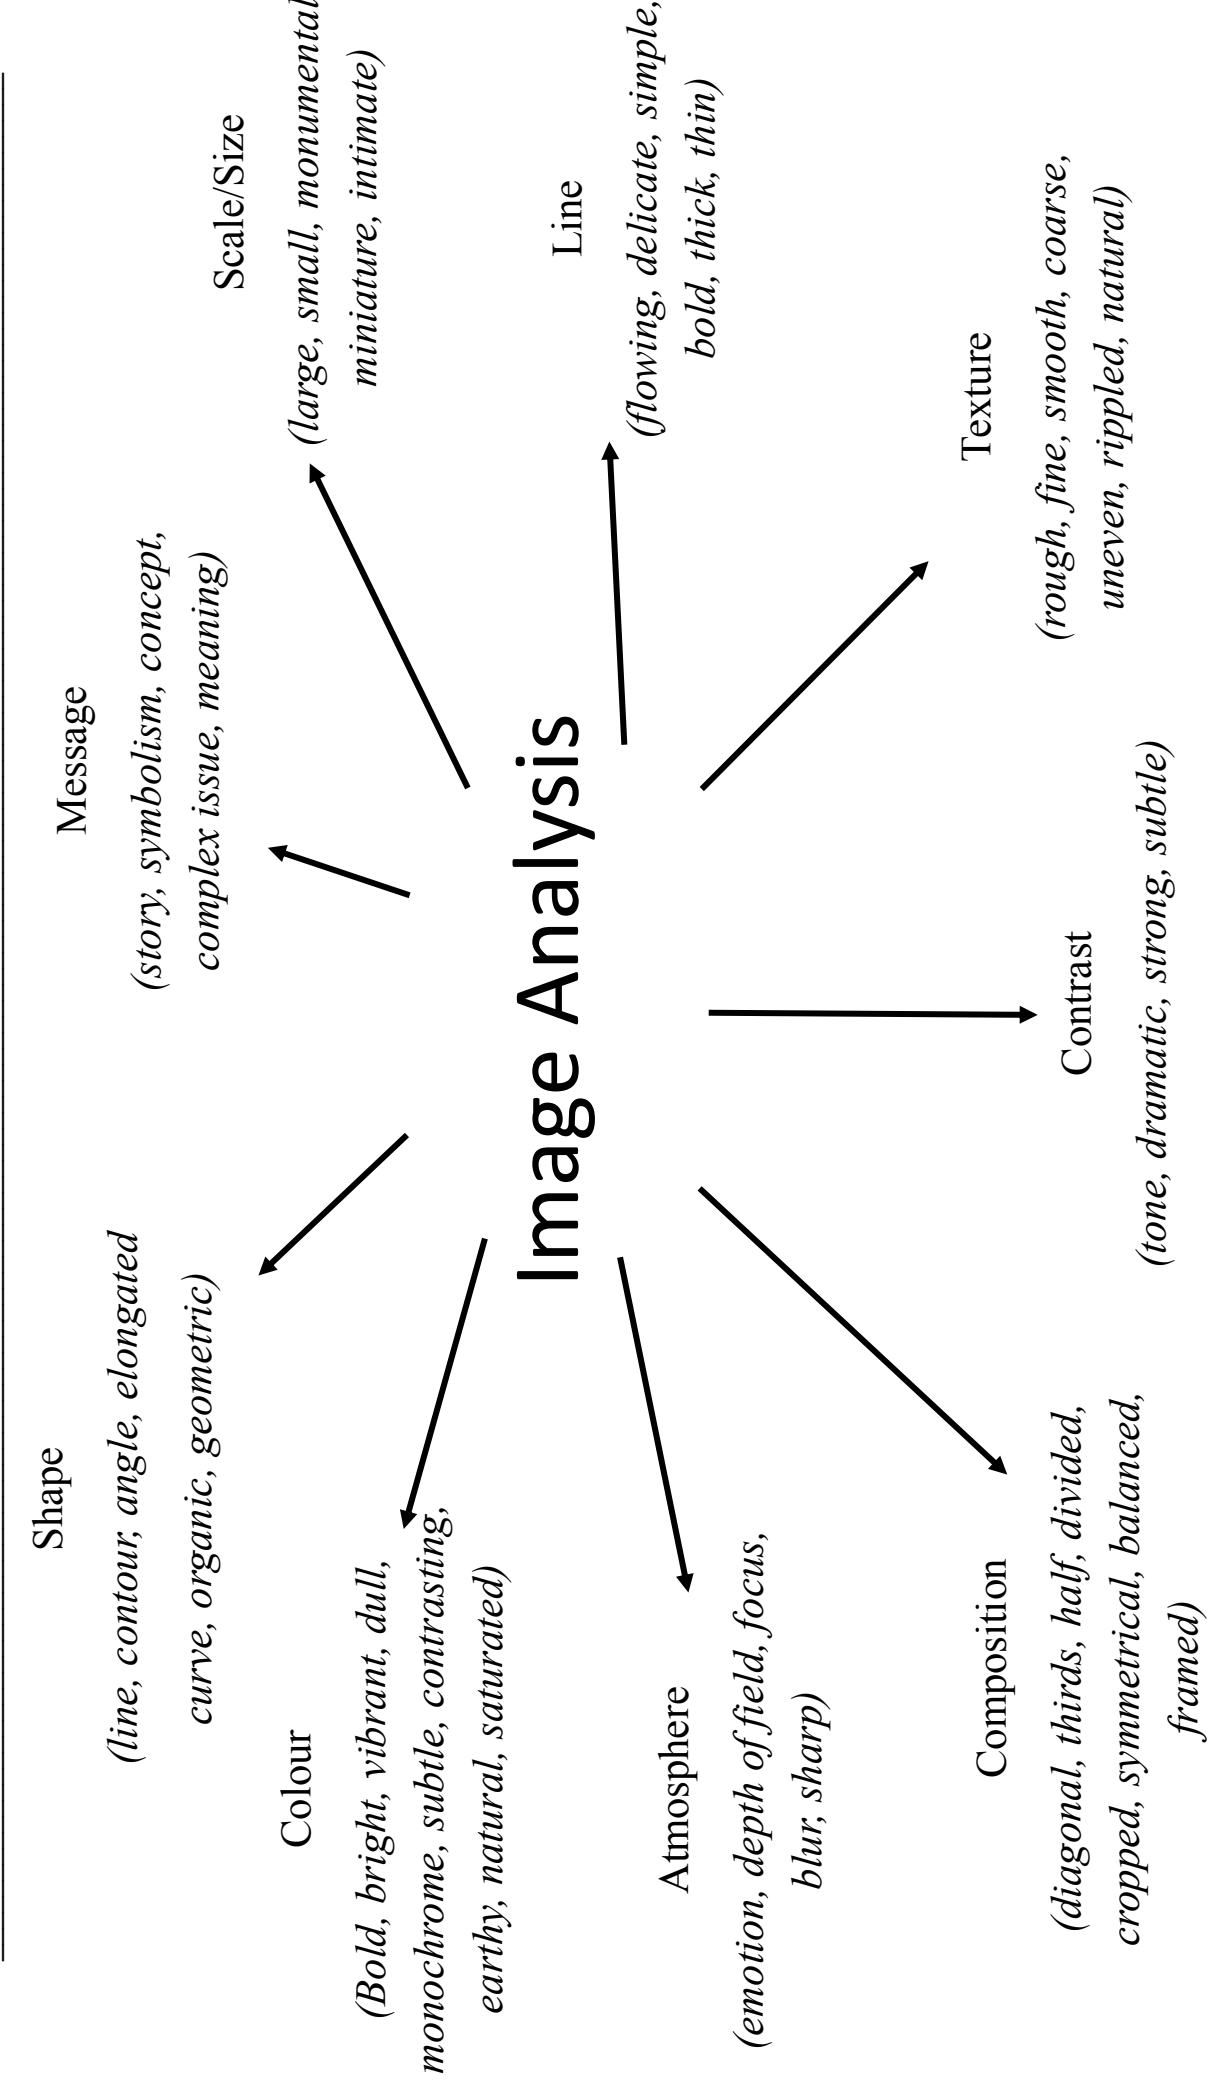 Shape
(line, contour, angle, elongated
curve, organic, geometric)
Message
(story, symbolism, concept,
complex issue, meaning)
Scale/Size
(large, small, monumental
miniature, intimate)
Colour
(Bold, bright, vibrant, dull,
monochrome, subtle, contrasting,
earthy, natural, saturated)
Image Analysis
Line
(flowing, delicate, simple,
bold, thick, thin)
Atmosphere
(emotion, depth of field, focus,
blur, sharp)
Texture
(rough, fine, smooth, coarse,
uneven, rippled, natural)
Composition
(diagonal, thirds, half, divided,
cropped, symmetrical, balanced,
framed)
Contrast
(tone, dramatic, strong, subtle)